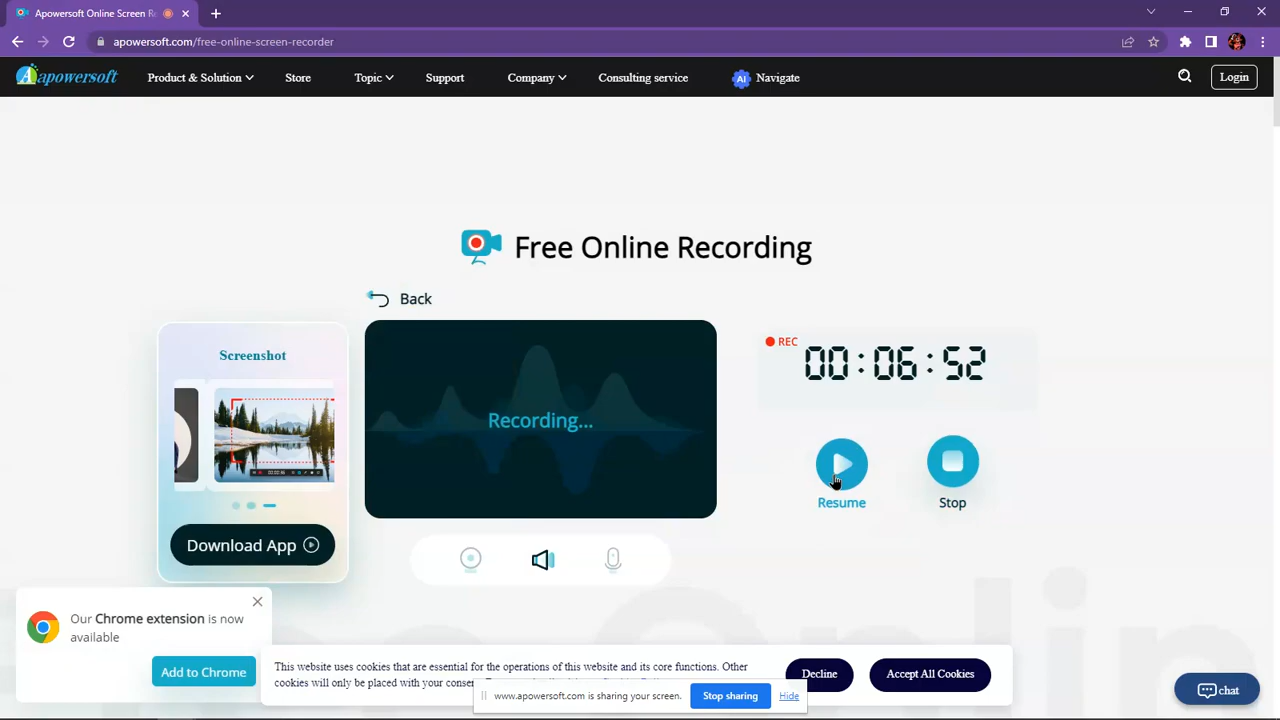 Apowersoft Online Screen Re
apowersoft.com/free-online-screen-recorder
apowersoft
Product & Solution
Store
Topic
Support
Company
Consulting service
AI
Navigate
Login
Free Online Recording
Back
Screenshot
Download App
Recording...
REC
00:06:52
Resume
Stop
Our Chrome extension is now
available
Add to Chrome
This website uses cookies that are essential for the operations of this website and its core functions. Other
cookies will only be placed with your conse
Decline
Accept All Cookies
www.apowersoft.com is sharing your screen.
Stop sharing
Hide
chat
Onlin